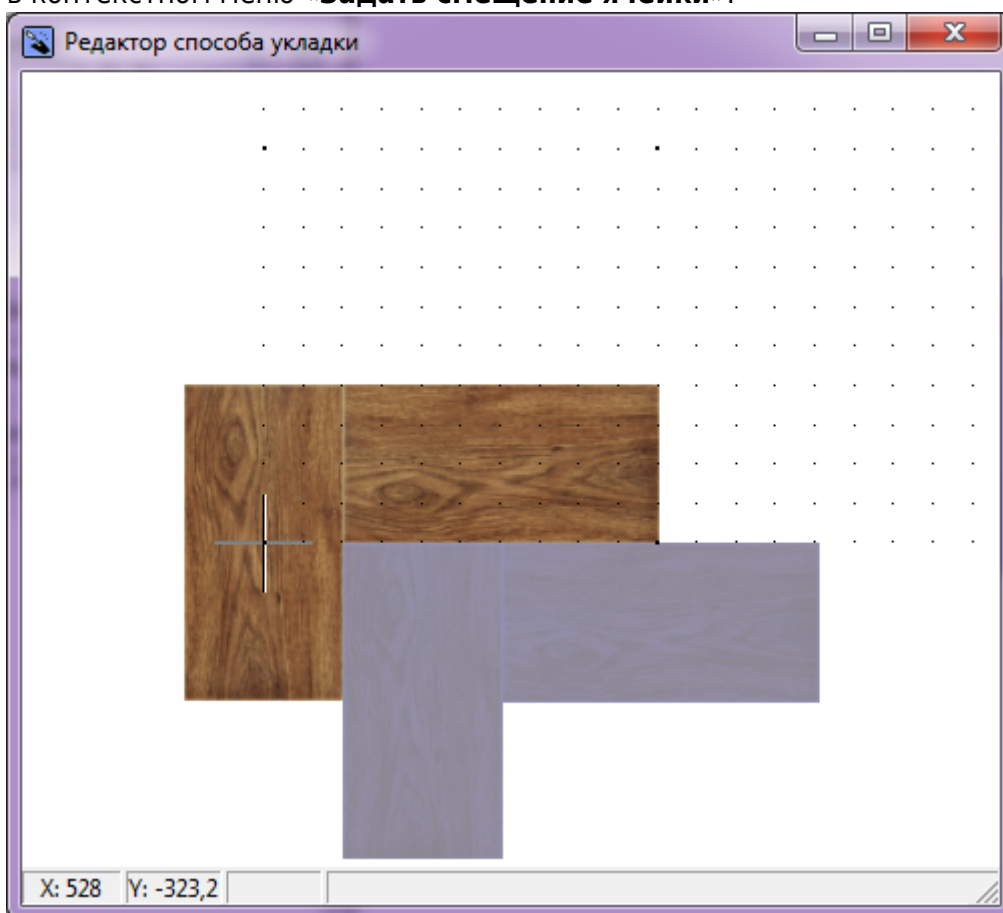 в контекстном меню «Задать смещение ячейки».
Редактор способа укладки
X: 528 Y: -323,2